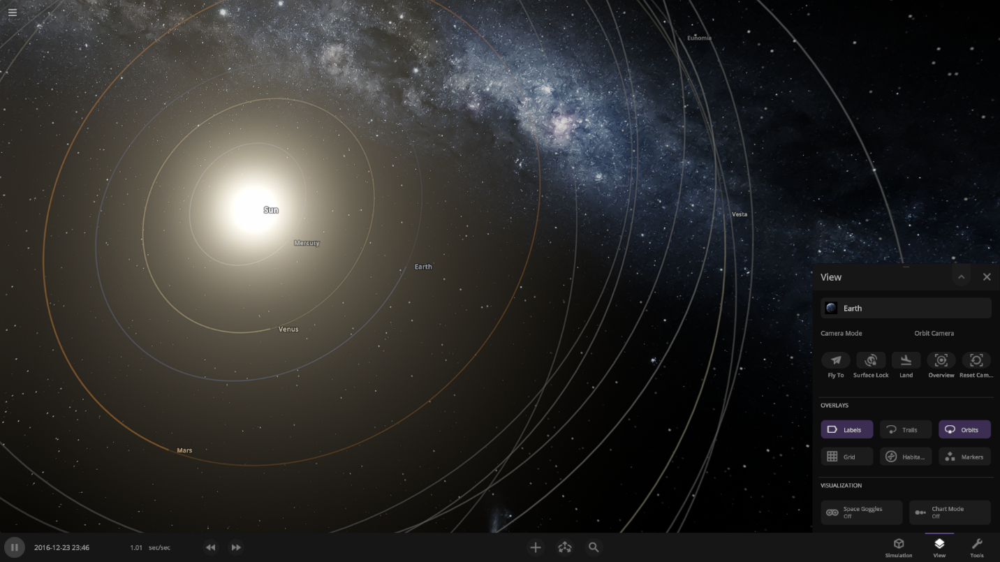 Eunomia
Vesta
Sun
Mercury
Earth
Venus
Mars
View
Earth
Camera Mode Orbit Camera
Fly To Surface Lock Land Overview Reset Cam...
OVERLAYS
Labels Trails Orbits
Grid Habita... Markers
VISUALIZATION
Space Goggles Chart Mode
Off Off
2016-12-23 23:46 1.01 sec/sec
Simulation View Tools